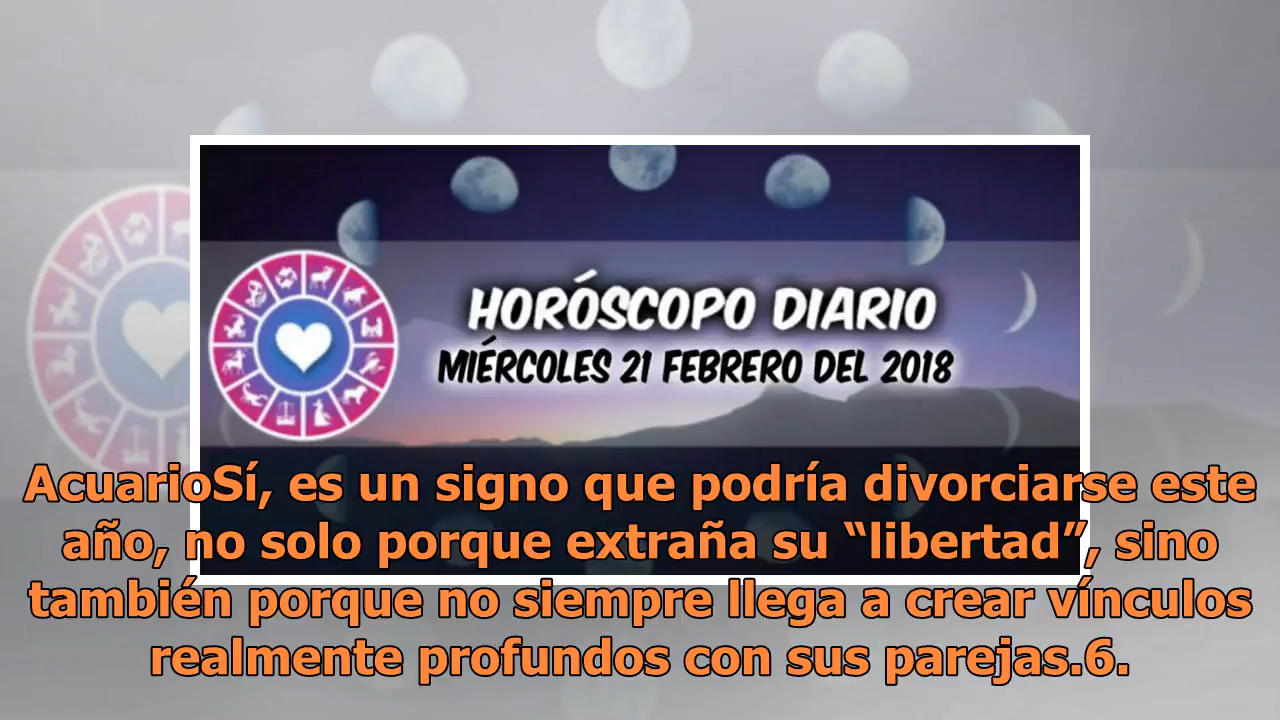 HORÓSCOPO DIARIO
MIÉRCOLES 21 FEBRERO DEL 2018
AcuarioSí, es un signo que podría divorciarse este
año, no solo porque extraña su “libertad”, sino
también porque no siempre llega a crear vínculos
realmente profundos con sus parejas.6.